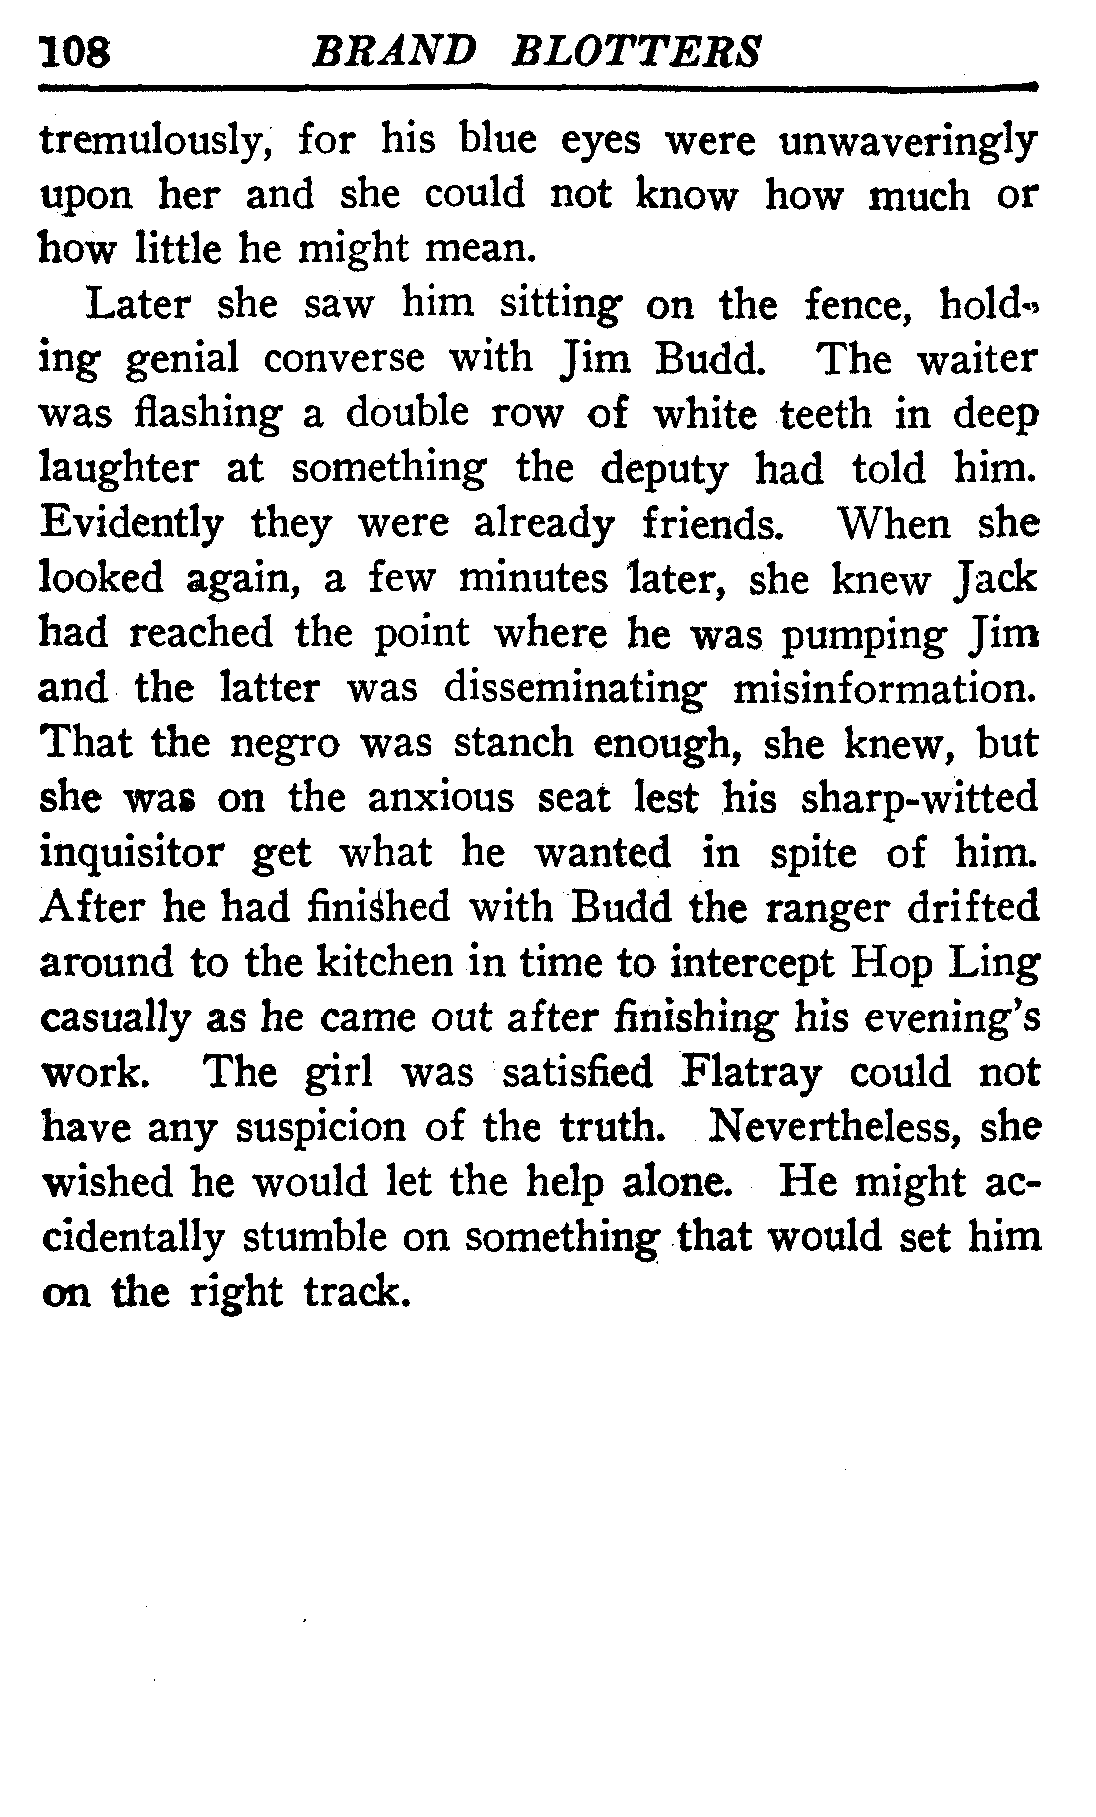 108 BRAND BLOTTERS
tremulously, for his blue eyes were unwaveringly
upon her and she could not know how much or
how little he might mean.
Later she saw him sitting on the fence, hold-
ing genial converse with Jim Budd. The waiter
was flashing a double row of white teeth in deep
laughter at something the deputy had told him.
Evidently they were already friends. When she
looked again, a few minutes later, she knew Jack
had reached the point where he was pumping Jim
and the latter was disseminating misinformation.
That the negro was stanch enough, she knew, but
she was on the anxious seat lest his sharp-witted
inquisitor get what he wanted in spite of him.
After he had finished with Budd the ranger drifted
around to the kitchen in time to intercept Hop Ling
casually as he came out after finishing his evening's
work. The girl was satisfied Flatray could not
have any suspicion of the truth. Nevertheless, she
wished he would let the help alone. He might ac-
cidentally stumble on something that would set him
on the right track.